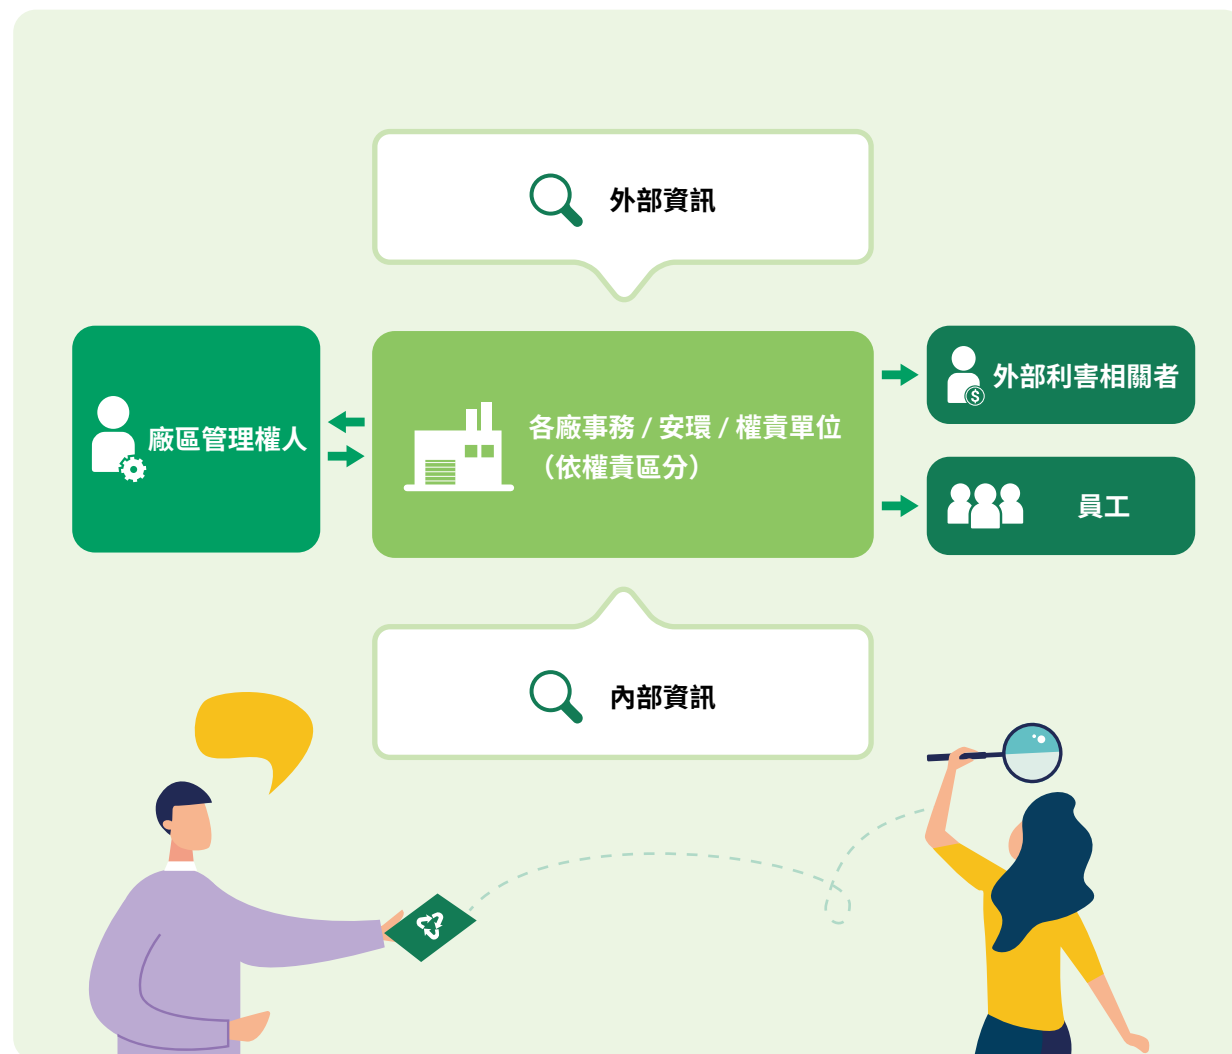 外部資訊
廠區管理權人
各廠事務 / 安環 / 權責單位
（依權責區分）
外部利害相關者
員工
內部資訊